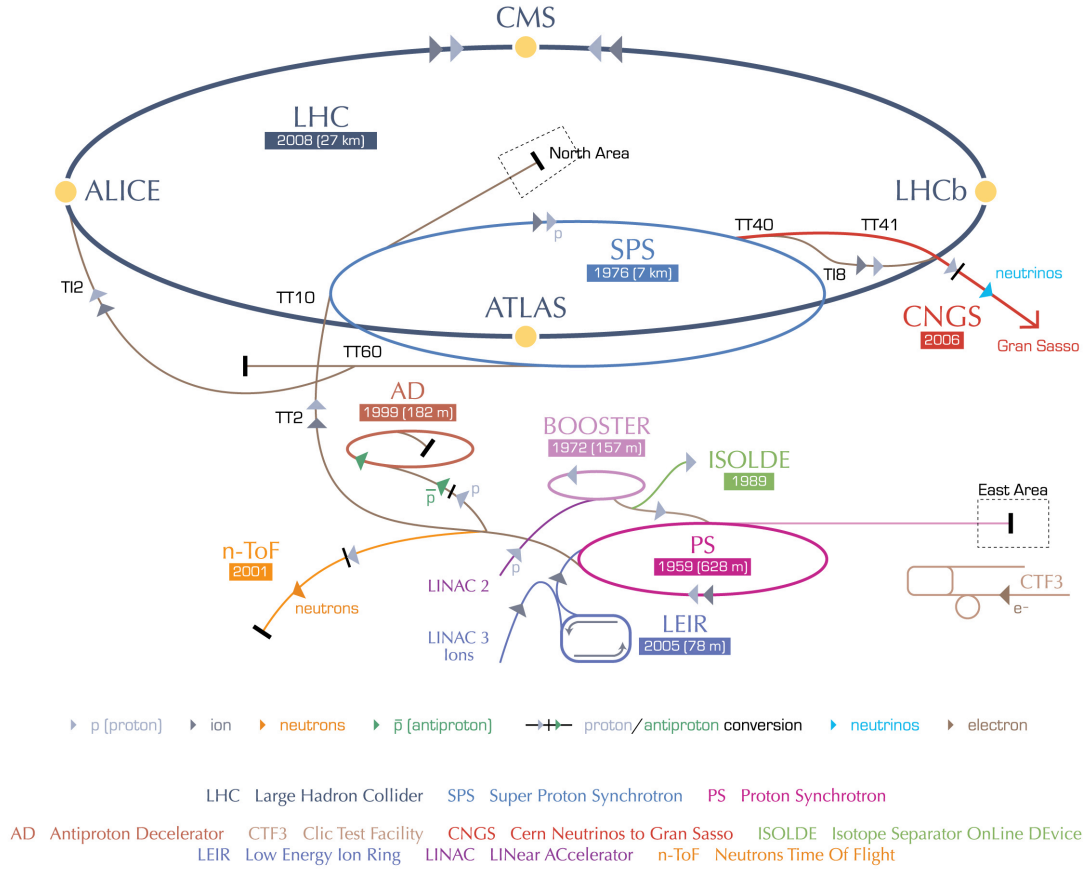 CMS
LHC
2008 (27 km)
North Area
ALICE
LHCb
TT40
TT41
p
SPS
1976 (7 km)
TI8
neutrinos
TI2
TT10
ATLAS
CNGS
2006
Gran Sasso
TT60
AD
1999 (182 m)
TT2
BOOSTER
1972 (157 m)
ISOLDE
1989
East Area
p̅
p
n-ToF
2001
PS
1959 (628 m)
p
LINAC 2
neutrons
CTF3
e-
LEIR
2005 (78 m)
LINAC 3
Ions
p (proton) ion neutrons p̅ (antiproton) proton/antiproton conversion neutrinos electron
LHC Large Hadron Collider SPS Super Proton Synchrotron PS Proton Synchrotron
AD Antiproton Decelerator CTF3 Clic Test Facility CNGS Cern Neutrinos to Gran Sasso ISOLDE Isotope Separator OnLine DEvice
LEIR Low Energy Ion Ring LINAC LINear ACcelerator n-ToF Neutrons Time Of Flight